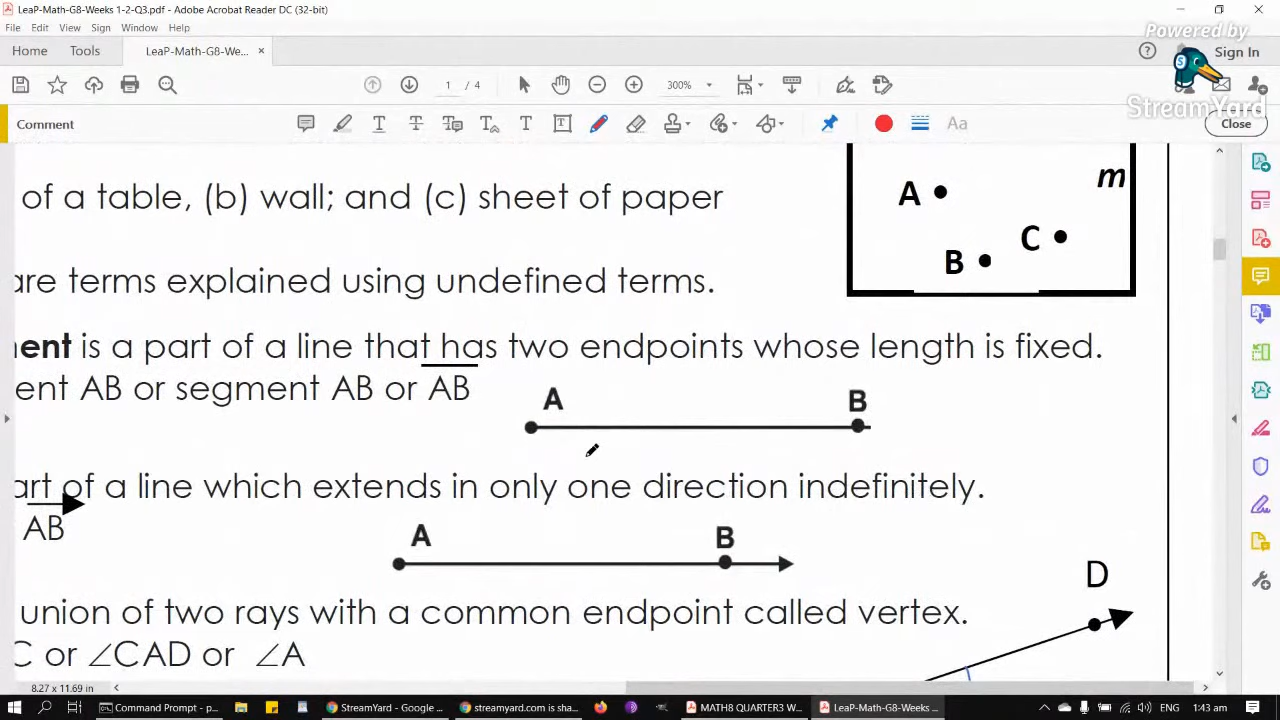 LeaP-Math-G8-Weeks 1-2-Q3.pdf - Adobe Acrobat Reader DC (32-bit)
File Edit View Sign Window Help
Powered by
StreamYard
Home Tools LeaP-Math-G8-Wee... × Sign In
1 / 4 300%
Comment Aa Close
of a table, (b) wall; and (c) sheet of paper
A m
C
B
are terms explained using undefined terms.
ent is a part of a line that has two endpoints whose length is fixed.
ent AB or segment AB or AB
A B
art of a line which extends in only one direction indefinitely.
AB
A B
D
union of two rays with a common endpoint called vertex.
C or ∠CAD or ∠A
8.27 x 11.69 in
Command Prompt - p... StreamYard - Google ... streamyard.com is sha... MATH8 QUARTER3 W... LeaP-Math-G8-Weeks ... ENG 1:43 am